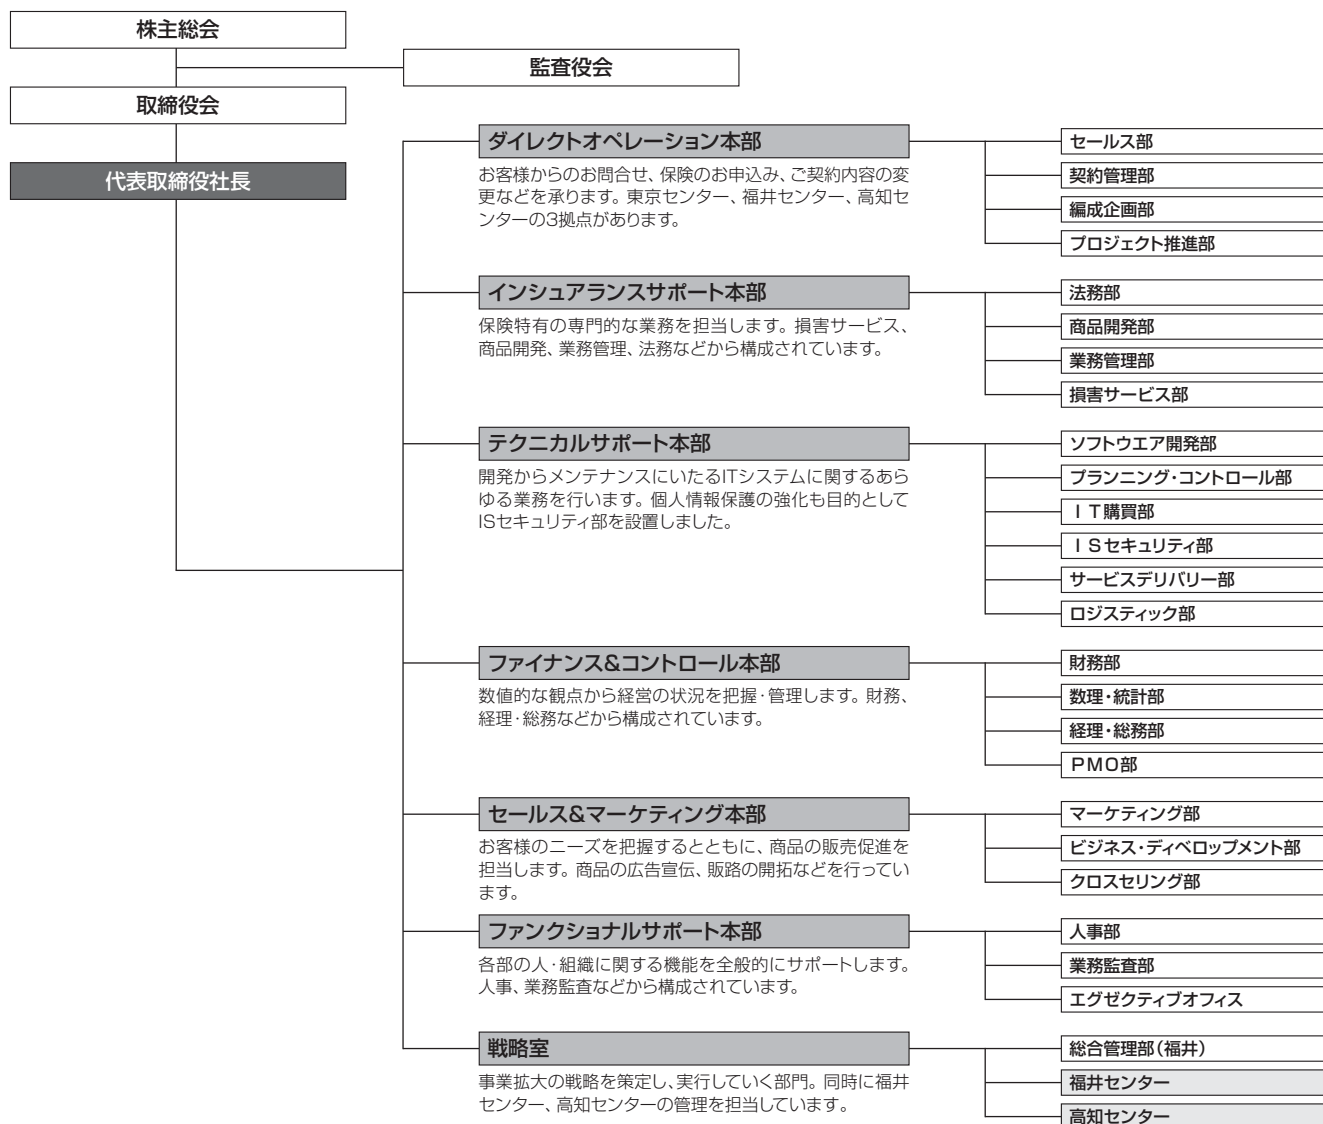 株主総会
監査役会
取締役会
代表取締役社長
ダイレクトオペレーション本部
お客様からのお問合せ、保険のお申込み、ご契約内容の変
更などを承ります。東京センター、福井センター、高知セ
ンターの3拠点があります。
セールス部
契約管理部
編成企画部
プロジェクト推進部
インシュアランスサポート本部
保険特有の専門的な業務を担当します。損害サービス、
商品開発、業務管理、法務などから構成されています。
法務部
商品開発部
業務管理部
損害サービス部
テクニカルサポート本部
開発からメンテナンスにいたるITシステムに関するあら
ゆる業務を行います。個人情報保護の強化も目的として
ISセキュリティ部を設置しました。
ソフトウエア開発部
プランニング・コントロール部
ＩＴ購買部
ＩＳセキュリティ部
サービスデリバリー部
ロジスティック部
ファイナンス&コントロール本部
数値的な観点から経営の状況を把握・管理します。財務、
経理・総務などから構成されています。
財務部
数理・統計部
経理・総務部
ＰＭＯ部
セールス&マーケティング本部
お客様のニーズを把握するとともに、商品の販売促進を
担当します。商品の広告宣伝、販路の開拓などを行ってい
ます。
マーケティング部
ビジネス・ディベロップメント部
クロスセリング部
ファンクショナルサポート本部
各部の人・組織に関する機能を全般的にサポートします。
人事、業務監査などから構成されています。
人事部
業務監査部
エグゼクティブオフィス
戦略室
事業拡大の戦略を策定し、実行していく部門。同時に福井
センター、高知センターの管理を担当しています。
総合管理部（福井）
福井センター
高知センター